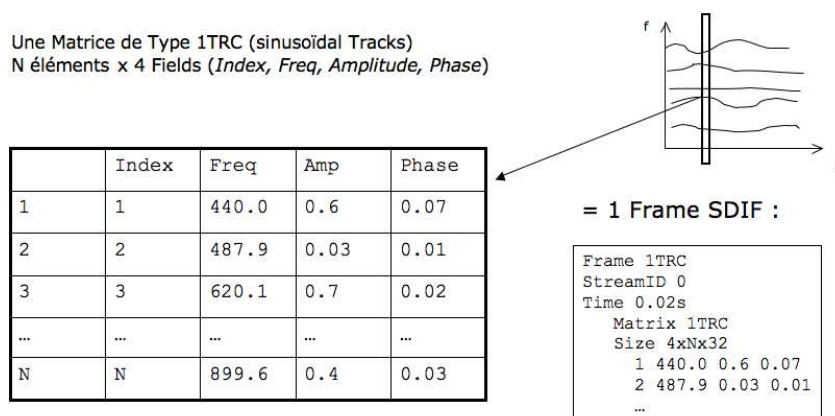 Une Matrice de Type 1TRC (sinusoïdal Tracks)
N éléments x 4 Fields (Index, Freq, Amplitude, Phase)
f
Index Freq Amp Phase
1 1 440.0 0.6 0.07
2 2 487.9 0.03 0.01
3 3 620.1 0.7 0.02
... ... ... ... ...
N N 899.6 0.4 0.03
= 1 Frame SDIF :
Frame 1TRC
StreamID 0
Time 0.02s
Matrix 1TRC
Size 4xNx32
1 440.0 0.6 0.07
2 487.9 0.03 0.01
...